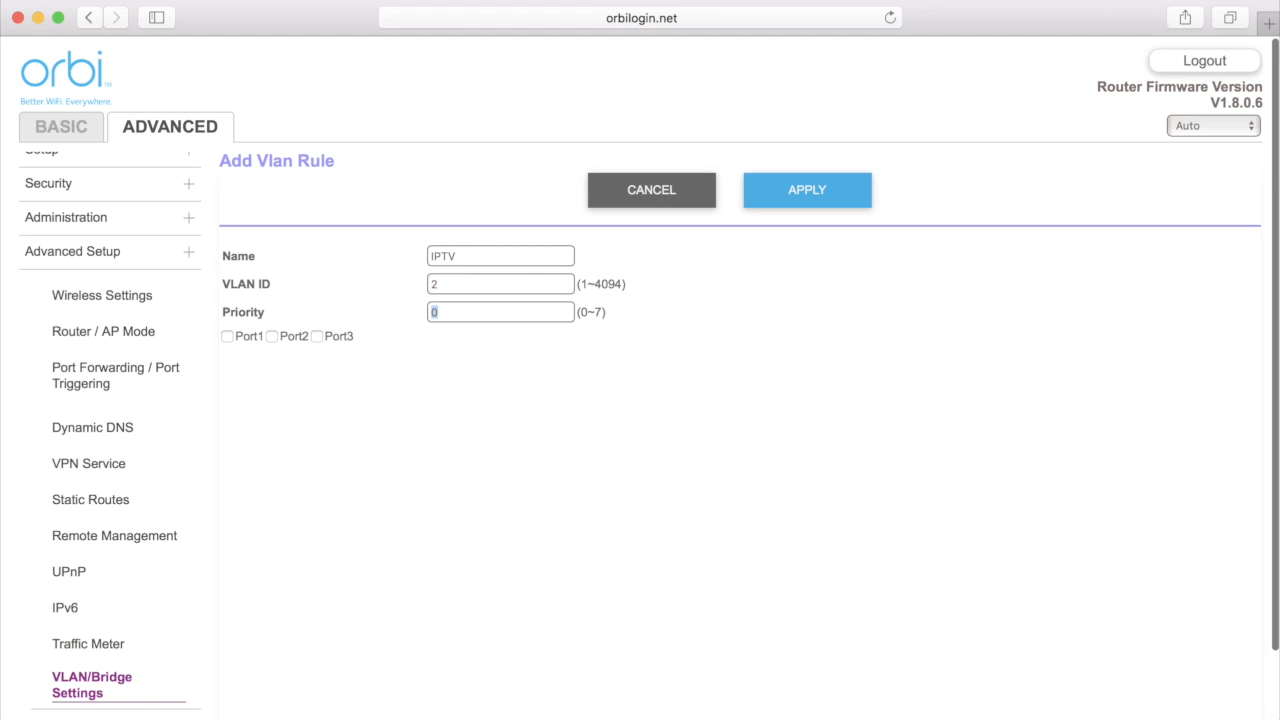 orbilogin.net
orbi™
Better WiFi. Everywhere.
Logout
Router Firmware Version
V1.8.0.6
BASIC
ADVANCED
Auto
Setup
Security
Administration
Advanced Setup
Wireless Settings
Router / AP Mode
Port Forwarding / Port
Triggering
Dynamic DNS
VPN Service
Static Routes
Remote Management
UPnP
IPv6
Traffic Meter
VLAN/Bridge
Settings
Add Vlan Rule
CANCEL
APPLY
Name IPTV
VLAN ID 2 (1~4094)
Priority 0 (0~7)
Port1 Port2 Port3